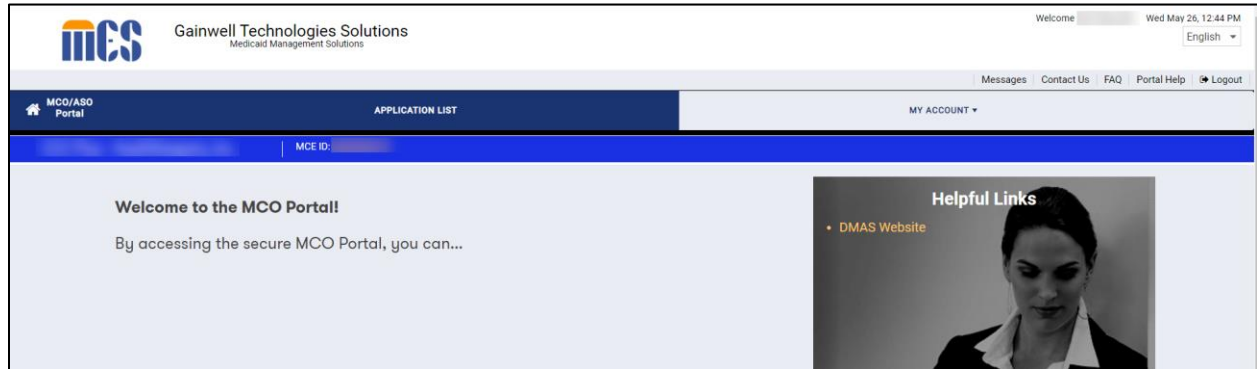 mes
Gainwell Technologies Solutions
Medicaid Management Solutions
Welcome
Wed May 26, 12:44 PM
English
Messages
Contact Us
FAQ
Portal Help
Logout
MCO/ASO
Portal
APPLICATION LIST
MY ACCOUNT
MCE ID:
Welcome to the MCO Portal!
By accessing the secure MCO Portal, you can...
Helpful Links
• DMAS Website